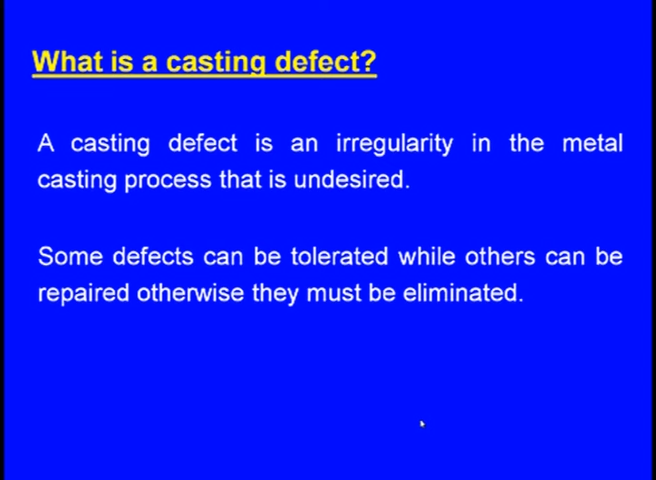 What is a casting defect?
A casting defect is an irregularity in the metal
casting process that is undesired.
Some defects can be tolerated while others can be
repaired otherwise they must be eliminated.